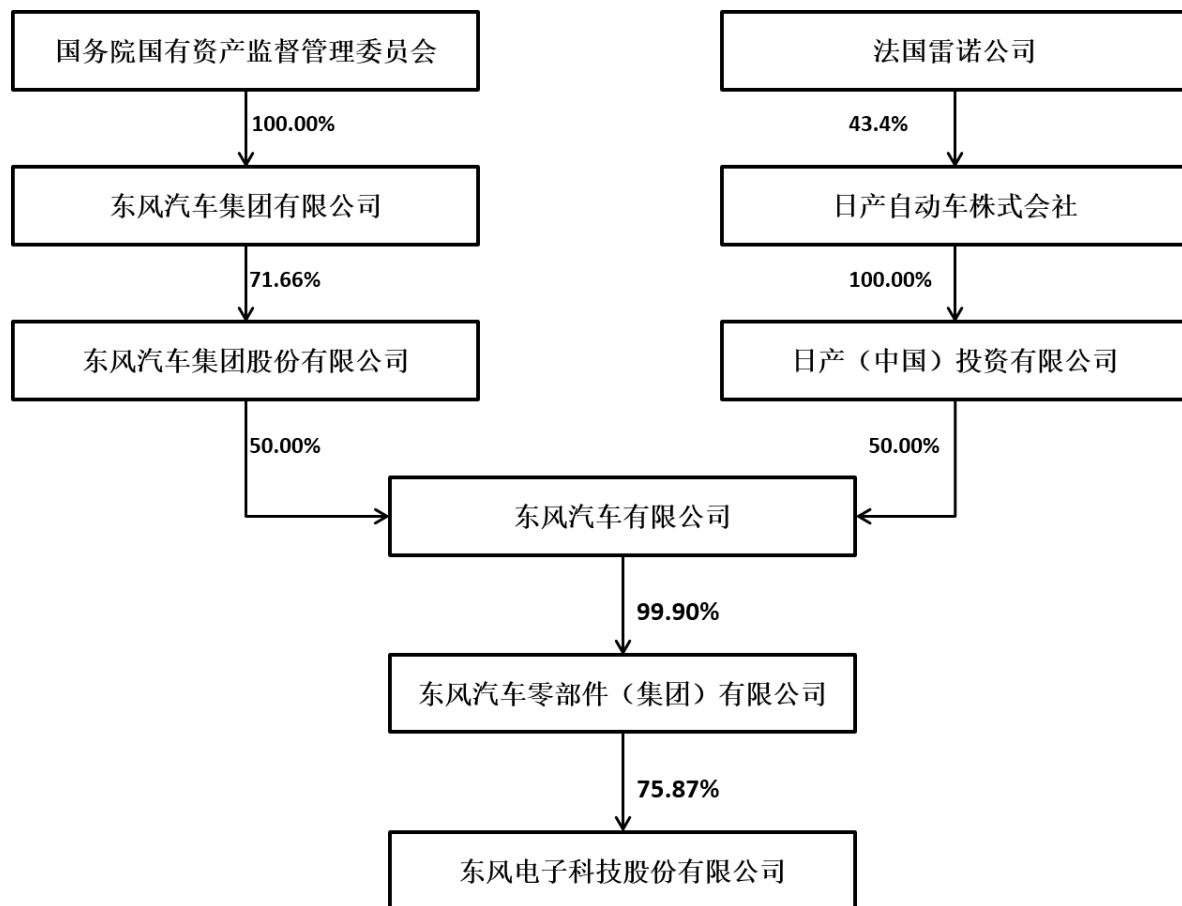 国务院国有资产监督管理委员会
法国雷诺公司
100.00%
43.4%
东风汽车集团有限公司
日产自动车株式会社
71.66%
100.00%
东风汽车集团股份有限公司
日产（中国）投资有限公司
50.00%
50.00%
东风汽车有限公司
99.90%
东风汽车零部件（集团）有限公司
75.87%
东风电子科技股份有限公司